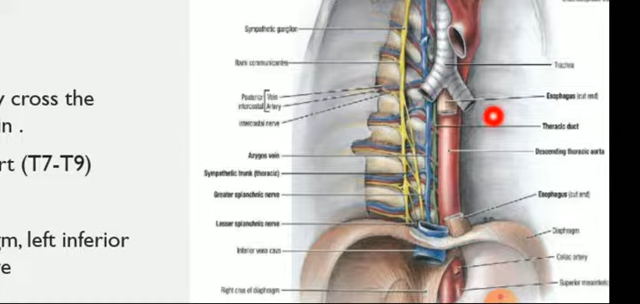 y cross the
in .
rt (T7-T9)
m, left inferior
e
Sympathetic ganglion
Rami communicantes
Posterior intercostal
Vein
Artery
Intercostal nerve
Azygos vein
Sympathetic trunk (thoracic)
Greater splanchnic nerve
Lesser splanchnic nerve
Inferior vena cava
Right crus of diaphragm
Trachea
Esophagus (cut end)
Thoracic duct
Descending thoracic aorta
Esophagus (cut end)
Diaphragm
Celiac artery
Superior mesenteric